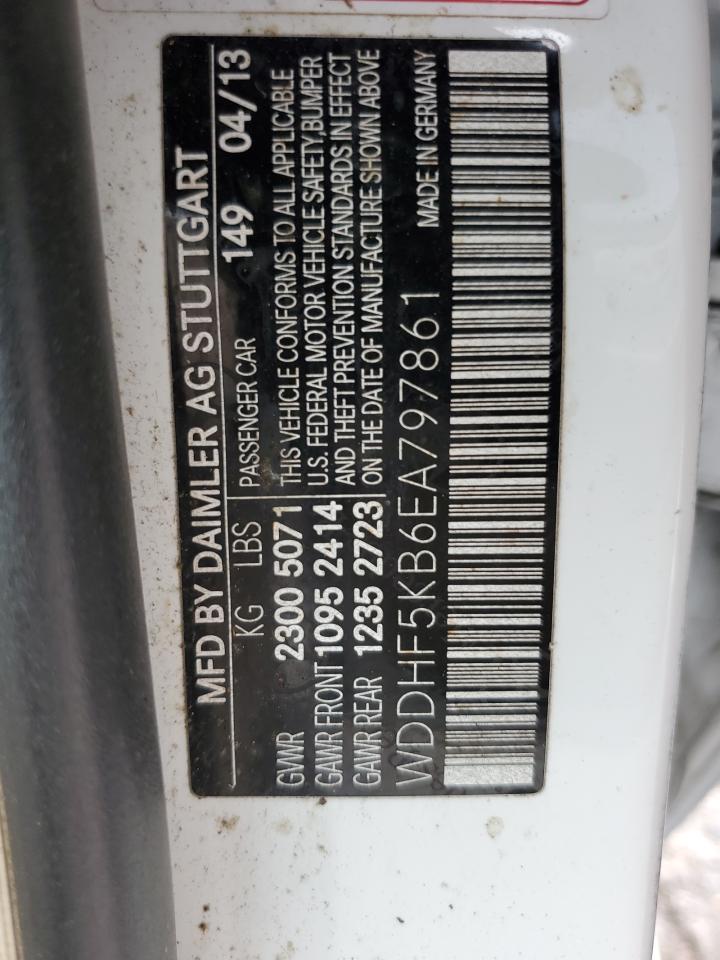 MFD BY DAIMLER AG STUTTGART
149 04/13
KG LBS PASSENGER CAR
GVWR 2300 5071
GAWR FRONT 1095 2414
GAWR REAR 1235 2723
THIS VEHICLE CONFORMS TO ALL APPLICABLE
U.S. FEDERAL MOTOR VEHICLE SAFETY, BUMPER
AND THEFT PREVENTION STANDARDS IN EFFECT
ON THE DATE OF MANUFACTURE SHOWN ABOVE
WDDHF5KB6EA797861
MADE IN GERMANY